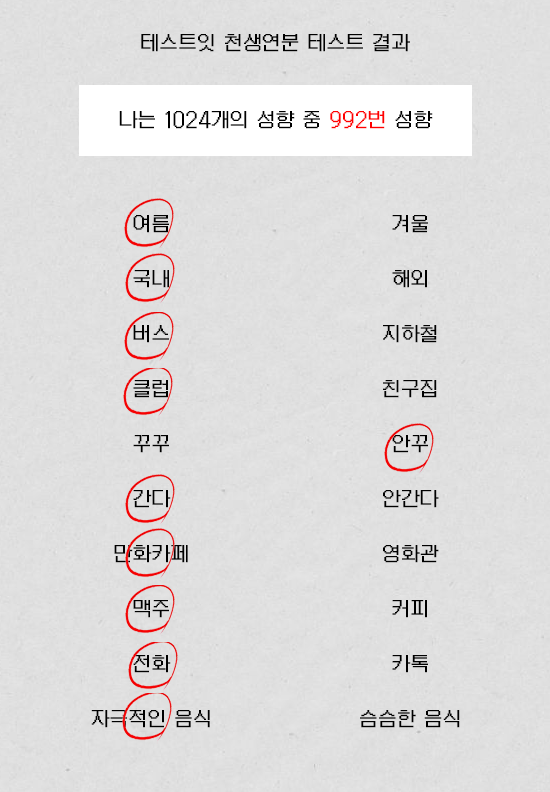 테스트잇 천생연분 테스트 결과
나는 1024개의 성향 중 992번 성향
여름 겨울
국내 해외
버스 지하철
클럽 친구집
꾸꾸 안꾸
간다 안간다
만화카페 영화관
맥주 커피
전화 카톡
자극적인 음식 슴슴한 음식